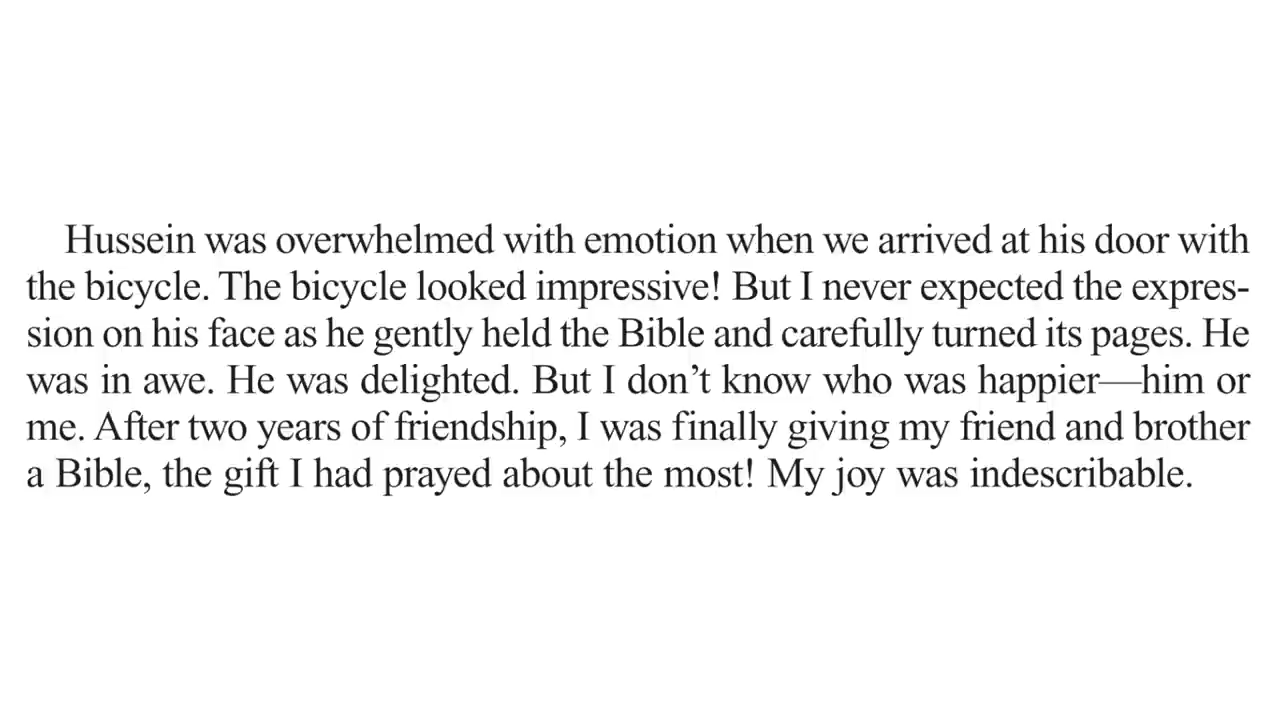 Hussein was overwhelmed with emotion when we arrived at his door with
the bicycle. The bicycle looked impressive! But I never expected the expres-
sion on his face as he gently held the Bible and carefully turned its pages. He
was in awe. He was delighted. But I don’t know who was happier—him or
me. After two years of friendship, I was finally giving my friend and brother
a Bible, the gift I had prayed about the most! My joy was indescribable.